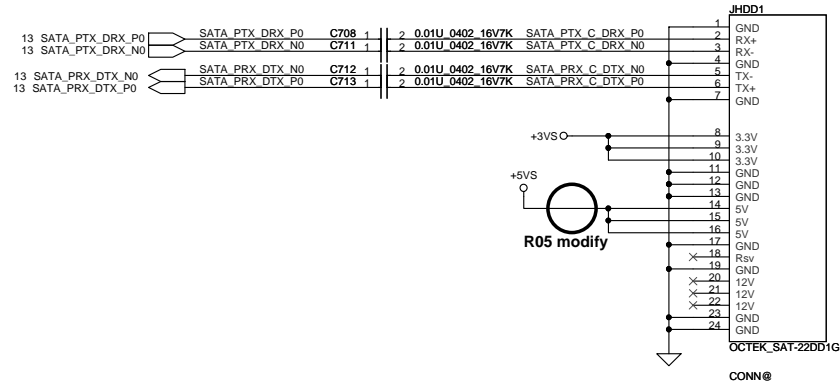 JHDD1
13 SATA_PTX_DRX_P0 SATA_PTX_DRX_P0 C708 1 2 0.01U_0402_16V7K SATA_PTX_C_DRX_P0
13 SATA_PTX_DRX_N0 SATA_PTX_DRX_N0 C711 1 2 0.01U_0402_16V7K SATA_PTX_C_DRX_N0
13 SATA_PRX_DTX_N0 SATA_PRX_DTX_N0 C712 1 2 0.01U_0402_16V7K SATA_PRX_C_DTX_N0
13 SATA_PRX_DTX_P0 SATA_PRX_DTX_P0 C713 1 2 0.01U_0402_16V7K SATA_PRX_C_DTX_P0
1 GND
2 RX+
3 RX-
4 GND
5 TX-
6 TX+
7 GND
+3VS
8 3.3V
9 3.3V
10 3.3V
11 GND
12 GND
13 GND
+5VS
14 5V
15 5V
16 5V
R05 modify
17 GND
18 Rsv
19 GND
20 12V
21 12V
22 12V
23 GND
24 GND
OCTEK_SAT-22DD1G
CONN@